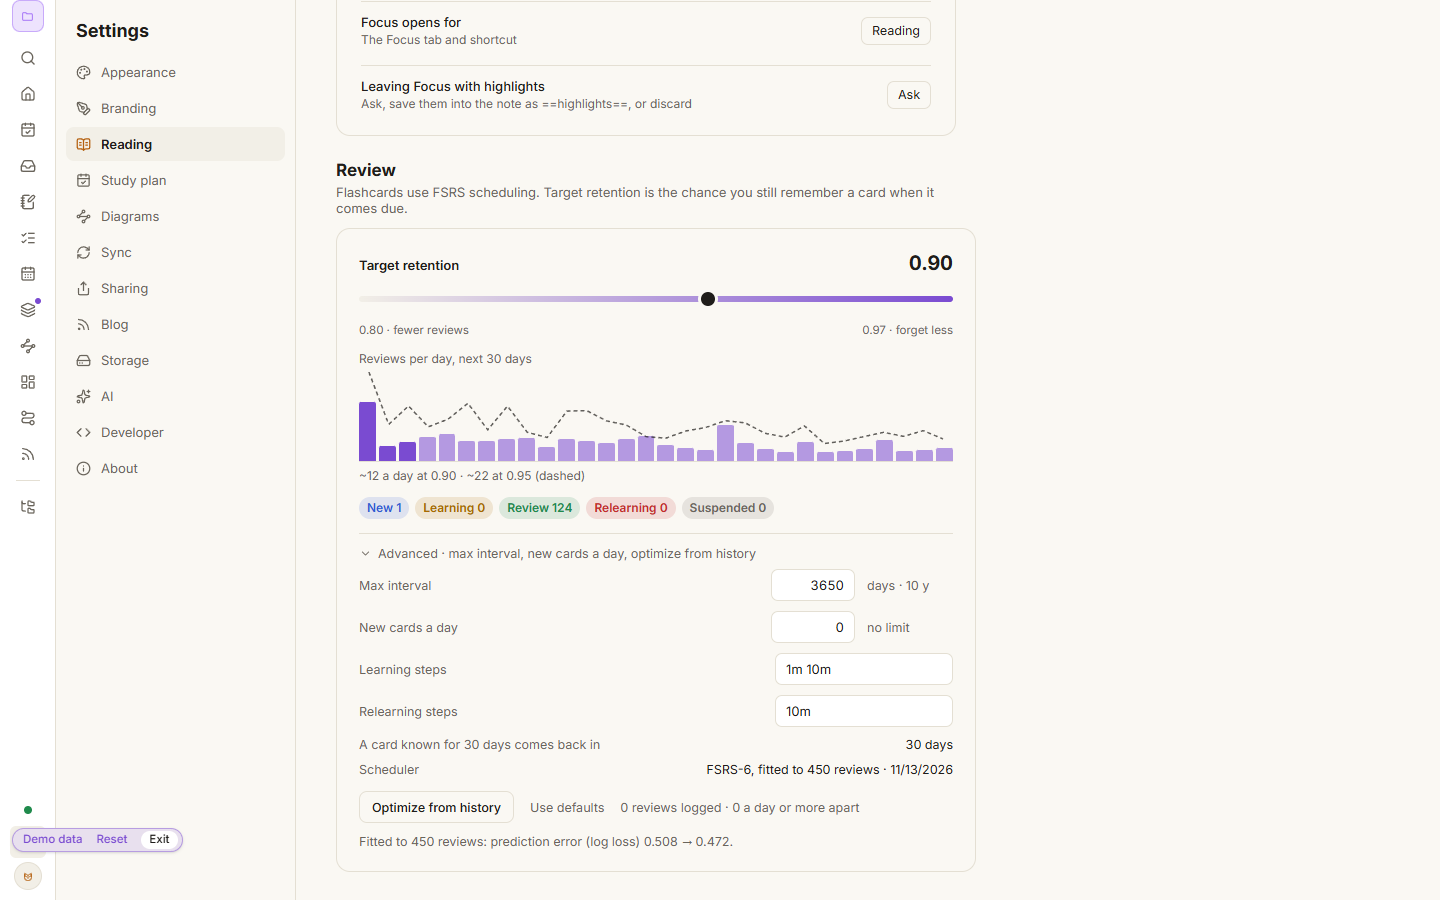 Settings
Appearance
Branding
Reading
Study plan
Diagrams
Sync
Sharing
Blog
Storage
AI
Developer
About
Demo data Reset Exit
Focus opens for
The Focus tab and shortcut
Reading
Leaving Focus with highlights
Ask, save them into the note as ==highlights==, or discard
Ask
Review
Flashcards use FSRS scheduling. Target retention is the chance you still remember a card when it
comes due.
Target retention 0.90
0.80 · fewer reviews 0.97 · forget less
Reviews per day, next 30 days
~12 a day at 0.90 · ~22 at 0.95 (dashed)
New 1 Learning 0 Review 124 Relearning 0 Suspended 0
Advanced · max interval, new cards a day, optimize from history
Max interval 3650 days · 10 y
New cards a day 0 no limit
Learning steps 1m 10m
Relearning steps 10m
A card known for 30 days comes back in 30 days
Scheduler FSRS-6, fitted to 450 reviews · 11/13/2026
Optimize from history Use defaults 0 reviews logged · 0 a day or more apart
Fitted to 450 reviews: prediction error (log loss) 0.508 → 0.472.